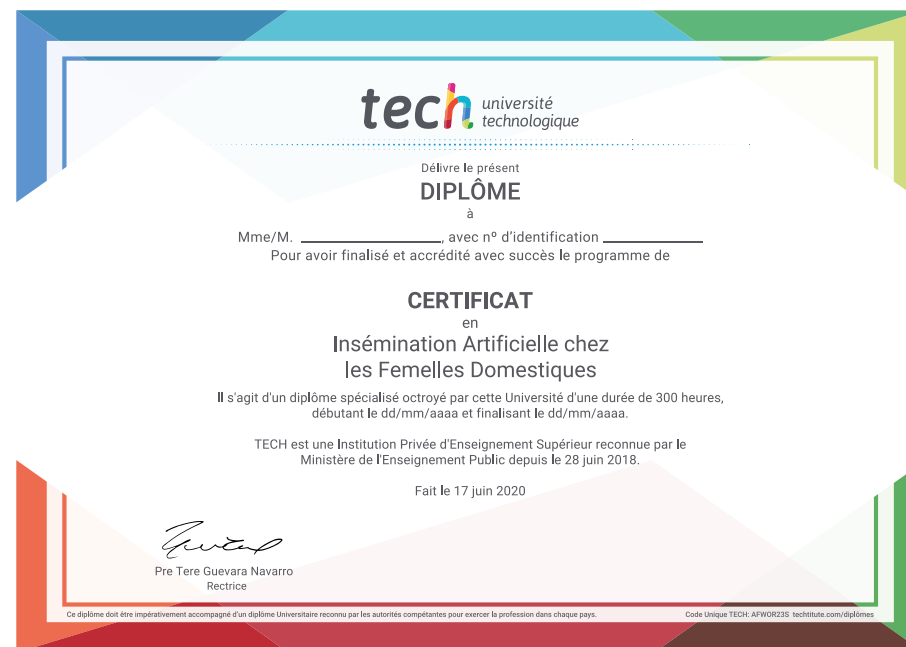 tech université
technologique
Délivre le présent
DIPLÔME
à
Mme/M. ____________________, avec nº d'identification ______________
Pour avoir finalisé et accrédité avec succès le programme de
CERTIFICAT
en
Insémination Artificielle chez
les Femelles Domestiques
Il s'agit d'un diplôme spécialisé octroyé par cette Université d'une durée de 300 heures,
débutant le dd/mm/aaaa et finalisant le dd/mm/aaaa.
TECH est une Institution Privée d'Enseignement Supérieur reconnue par le
Ministère de l'Enseignement Public depuis le 28 juin 2018.
Fait le 17 juin 2020
Pre Tere Guevara Navarro
Rectrice
Ce diplôme doit être impérativement accompagné d'un diplôme Universitaire reconnu par les autorités compétantes pour exercer la profession dans chaque pays. Code Unique TECH: AFWOR23S techtitute.com/diplômes